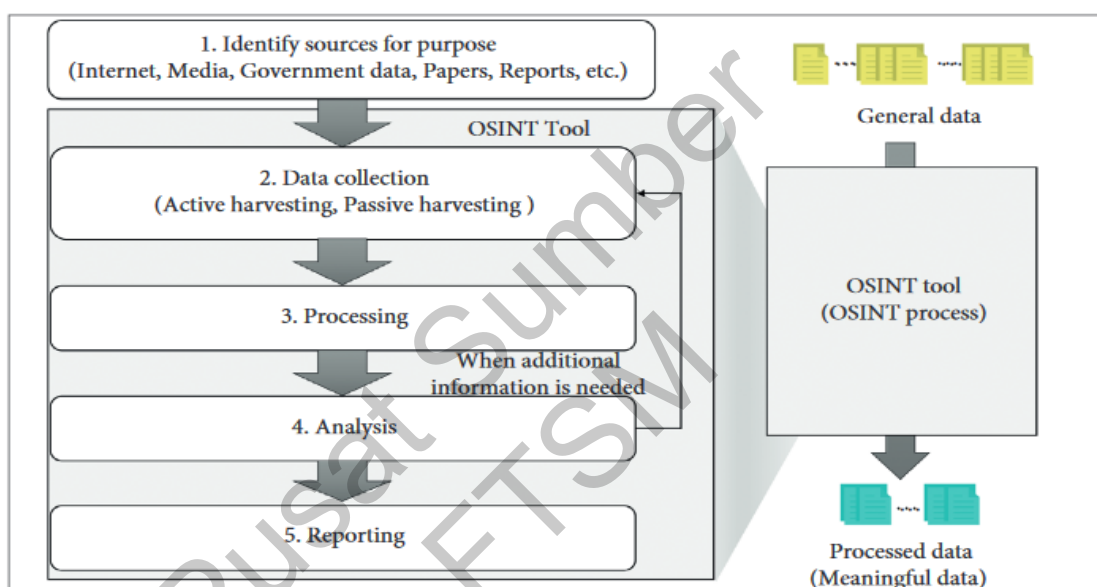 1. Identify sources for purpose
(Internet, Media, Government data, Papers, Reports, etc.)
OSINT Tool
2. Data collection
(Active harvesting, Passive harvesting )
3. Processing
When additional
information is needed
4. Analysis
5. Reporting
General data
OSINT tool
(OSINT process)
Processed data
(Meaningful data)
Pusat Sumber
FTSM